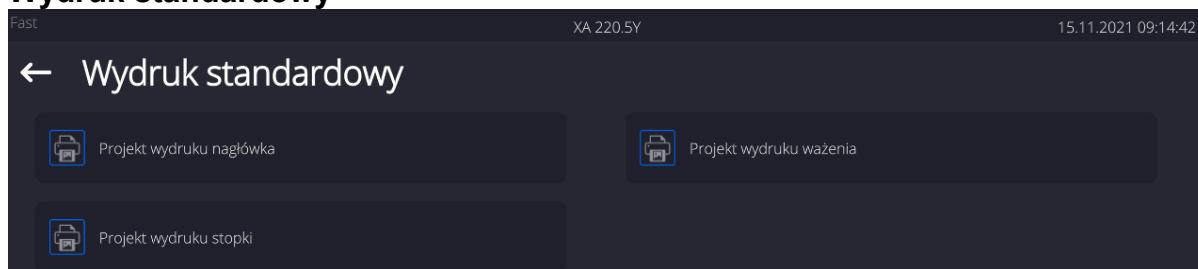 Wydruk standardowy
Fast XA 220.5Y 15.11.2021 09:14:42
← Wydruk standardowy
Projekt wydruku nagłówka Projekt wydruku ważenia
Projekt wydruku stopki